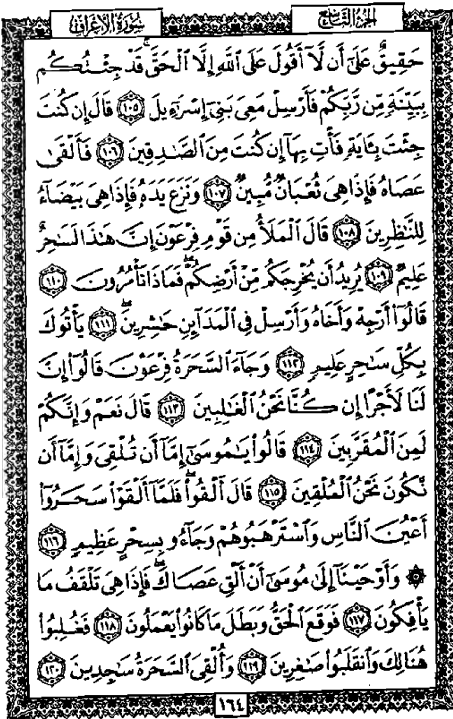 سُورَةُ الأَعْرَافِ
الجزء التاسع
حَقِيقٌ عَلَىٰٓ أَن لَّآ أَقُولَ عَلَى ٱللَّهِ إِلَّا ٱلْحَقَّۚ قَدْ جِئْتُكُم
بِبَيِّنَةٍ مِّن رَّبِّكُمْ فَأَرْسِلْ مَعِىَ بَنِىٓ إِسْرَٰٓءِيلَ ۝١٠٥ قَالَ إِن كُنتَ
جِئْتَ بِـَٔايَةٍ فَأْتِ بِهَآ إِن كُنتَ مِنَ ٱلصَّـٰدِقِينَ ۝١٠٦ فَأَلْقَىٰ
عَصَاهُ فَإِذَا هِىَ ثُعْبَانٌ مُّبِينٌ ۝١٠٧ وَنَزَعَ يَدَهُۥ فَإِذَا هِىَ بَيْضَآءُ
لِلنَّـٰظِرِينَ ۝١٠٨ قَالَ ٱلْمَلَأُ مِن قَوْمِ فِرْعَوْنَ إِنَّ هَـٰذَا لَسَـٰحِرٌ
عَلِيمٌ ۝١٠٩ يُرِيدُ أَن يُخْرِجَكُم مِّنْ أَرْضِكُمْۖ فَمَاذَا تَأْمُرُونَ ۝١١٠
قَالُوٓا۟ أَرْجِهْ وَأَخَاهُ وَأَرْسِلْ فِى ٱلْمَدَآئِنِ حَـٰشِرِينَ ۝١١١ يَأْتُوكَ
بِكُلِّ سَـٰحِرٍ عَلِيمٍ ۝١١٢ وَجَآءَ ٱلسَّحَرَةُ فِرْعَوْنَ قَالُوٓا۟ إِنَّ
لَنَا لَأَجْرًا إِن كُنَّا نَحْنُ ٱلْغَـٰلِبِينَ ۝١١٣ قَالَ نَعَمْ وَإِنَّكُمْ
لَمِنَ ٱلْمُقَرَّبِينَ ۝١١٤ قَالُوا۟ يَـٰمُوسَىٰٓ إِمَّآ أَن تُلْقِىَ وَإِمَّآ أَن
نَّكُونَ نَحْنُ ٱلْمُلْقِينَ ۝١١٥ قَالَ أَلْقُوا۟ۖ فَلَمَّآ أَلْقَوْا۟ سَحَرُوٓا۟
أَعْيُنَ ٱلنَّاسِ وَٱسْتَرْهَبُوهُمْ وَجَآءُو بِسِحْرٍ عَظِيمٍ ۝١١٦
۞ وَأَوْحَيْنَآ إِلَىٰ مُوسَىٰٓ أَنْ أَلْقِ عَصَاكَۖ فَإِذَا هِىَ تَلْقَفُ مَا
يَأْفِكُونَ ۝١١٧ فَوَقَعَ ٱلْحَقُّ وَبَطَلَ مَا كَانُوا۟ يَعْمَلُونَ ۝١١٨ فَغُلِبُوا۟
هُنَالِكَ وَٱنقَلَبُوا۟ صَـٰغِرِينَ ۝١١٩ وَأُلْقِىَ ٱلسَّحَرَةُ سَـٰجِدِينَ ۝١٢٠
١٦٤